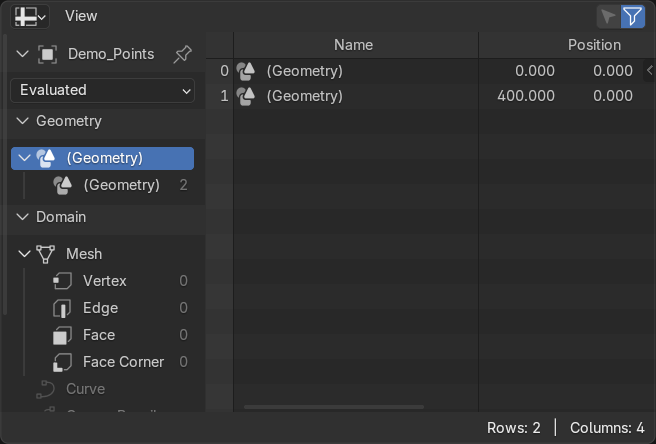 View
Demo_Points
Evaluated
Geometry
(Geometry)
(Geometry) 2
Domain
Mesh
Vertex 0
Edge 0
Face 0
Face Corner 0
Curve
Name Position
0 (Geometry) 0.000 0.000
1 (Geometry) 400.000 0.000
Rows: 2 | Columns: 4